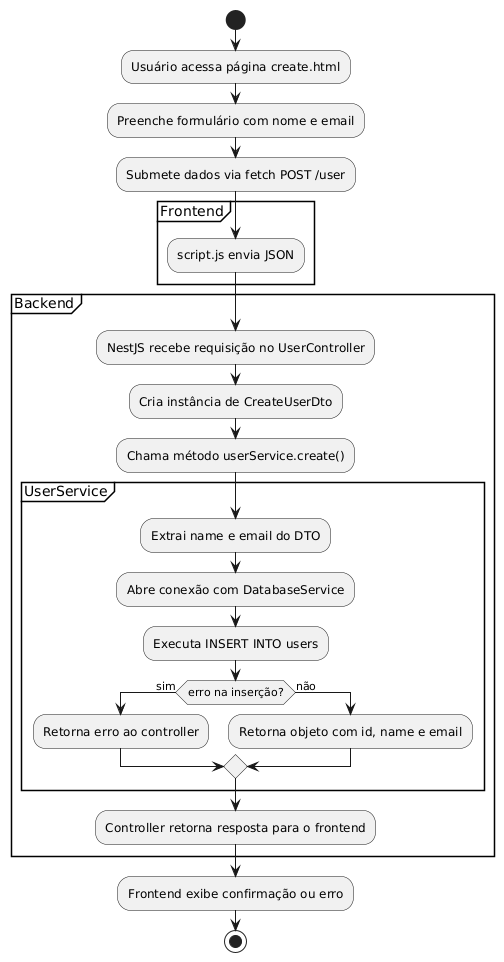 Usuário acessa página create.html
Preenche formulário com nome e email
Submete dados via fetch POST /user
Frontend
script.js envia JSON
Backend
NestJS recebe requisição no UserController
Cria instância de CreateUserDto
Chama método userService.create()
UserService
Extrai name e email do DTO
Abre conexão com DatabaseService
Executa INSERT INTO users
sim
erro na inserção?
não
Retorna erro ao controller
Retorna objeto com id, name e email
Controller retorna resposta para o frontend
Frontend exibe confirmação ou erro